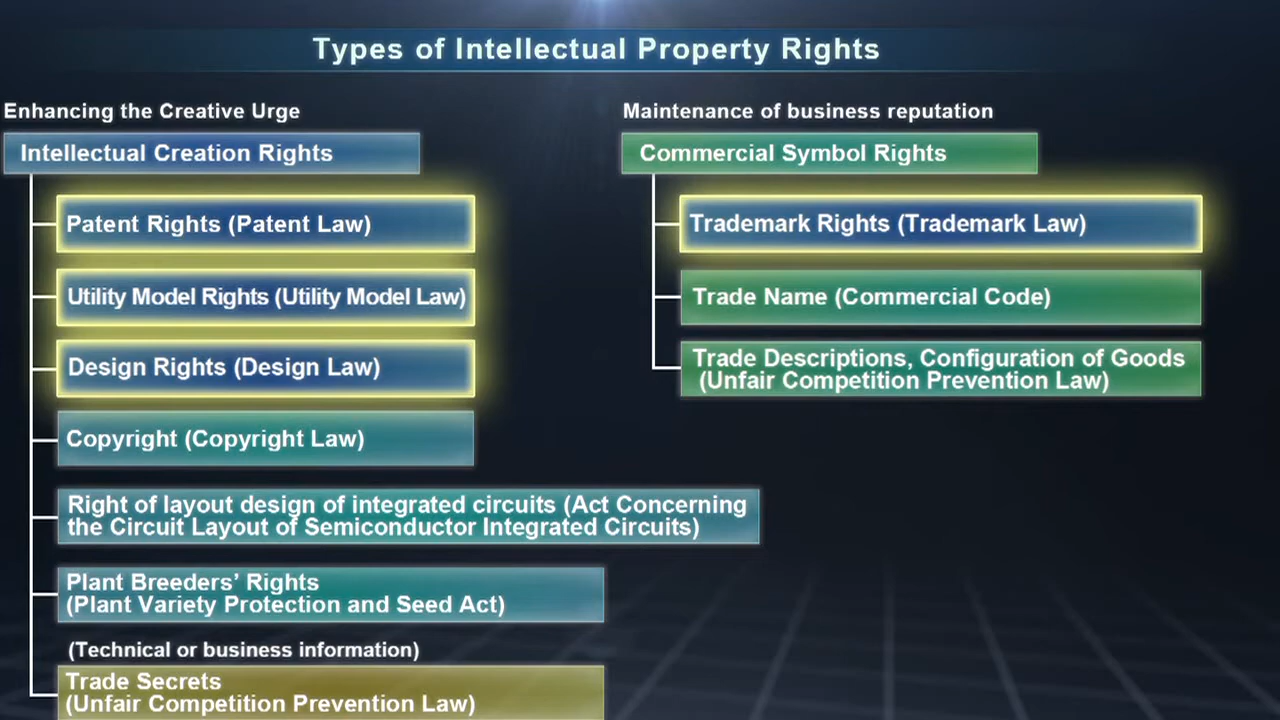 Types of Intellectual Property Rights
Enhancing the Creative Urge
Intellectual Creation Rights
Patent Rights (Patent Law)
Utility Model Rights (Utility Model Law)
Design Rights (Design Law)
Copyright (Copyright Law)
Right of layout design of integrated circuits (Act Concerning
the Circuit Layout of Semiconductor Integrated Circuits)
Plant Breeders’ Rights
(Plant Variety Protection and Seed Act)
(Technical or business information)
Trade Secrets
(Unfair Competition Prevention Law)
Maintenance of business reputation
Commercial Symbol Rights
Trademark Rights (Trademark Law)
Trade Name (Commercial Code)
Trade Descriptions, Configuration of Goods
(Unfair Competition Prevention Law)